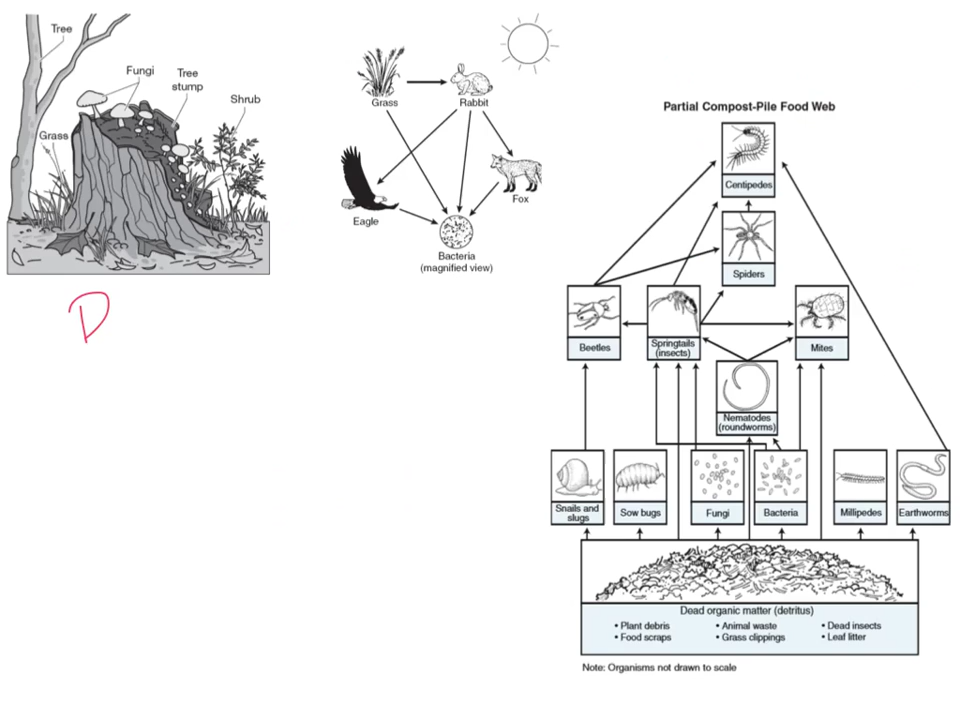 Tree
Fungi
Tree
stump
Shrub
Grass
D
Grass
Rabbit
Eagle
Fox
Bacteria
(magnified view)
Partial Compost-Pile Food Web
Centipedes
Spiders
Beetles
Springtails
(insects)
Mites
Nematodes
(roundworms)
Snails and
slugs
Sow bugs
Fungi
Bacteria
Millipedes
Earthworms
Dead organic matter (detritus)
• Plant debris • Animal waste • Dead insects
• Food scraps • Grass clippings • Leaf litter
Note: Organisms not drawn to scale